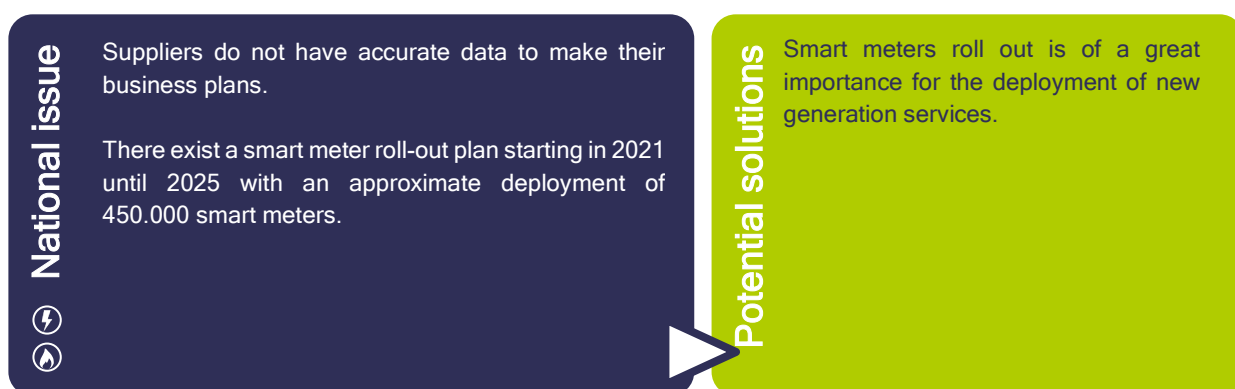 National issue
Suppliers do not have accurate data to make their
business plans.
There exist a smart meter roll-out plan starting in 2021
until 2025 with an approximate deployment of
450.000 smart meters.
Potential solutions
Smart meters roll out is of a great
importance for the deployment of new
generation services.